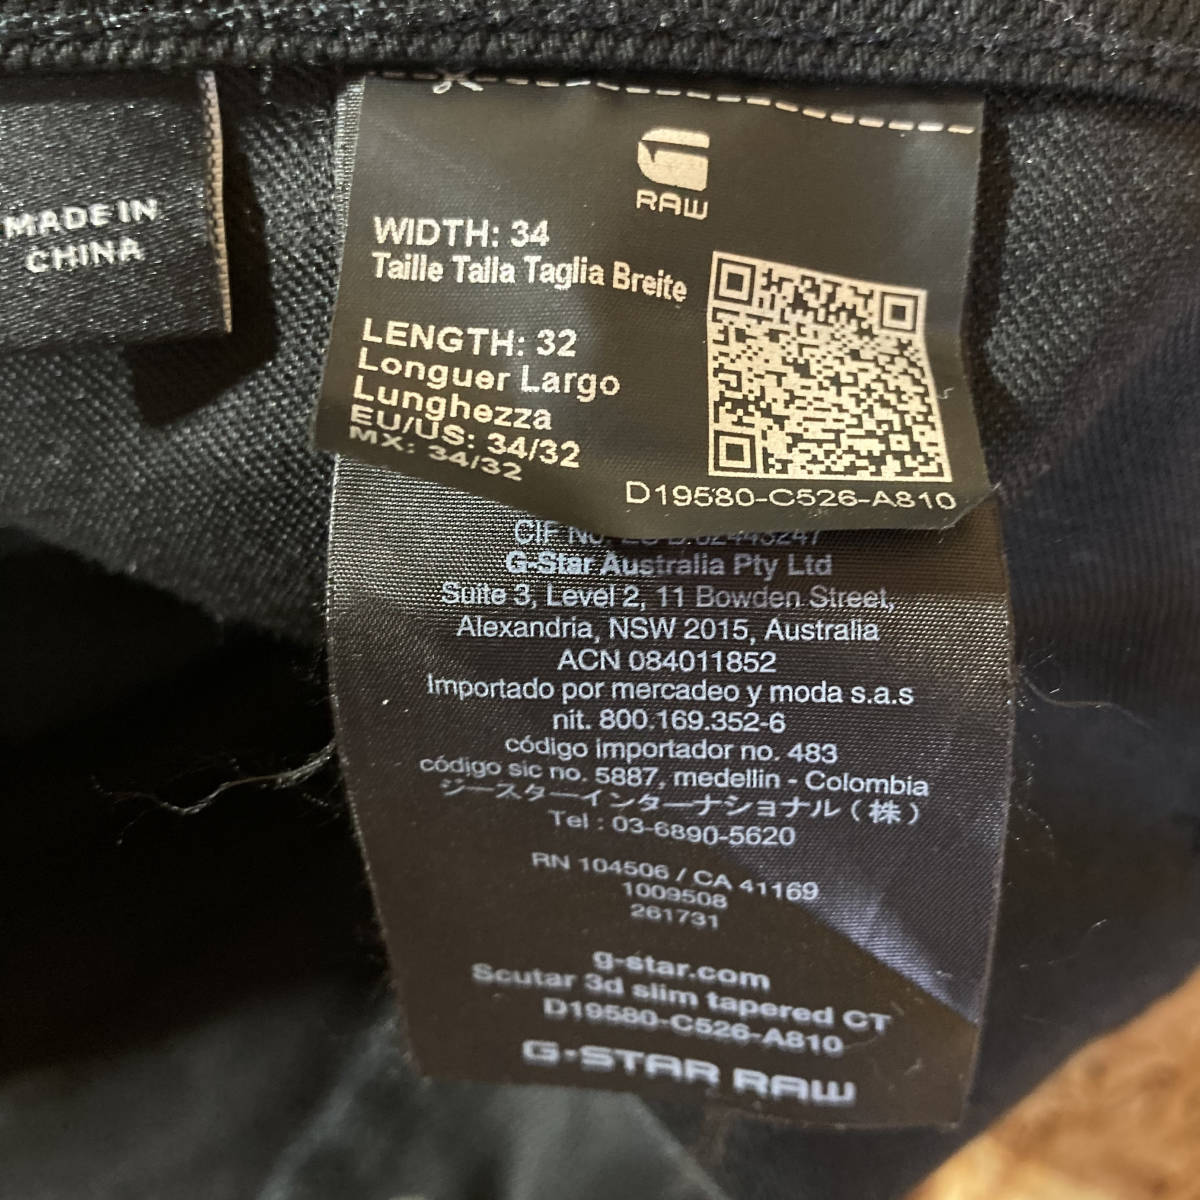 MADE IN
CHINA
RAW
WIDTH: 34
Taille Talla Taglia Breite
LENGTH: 32
Longuer Largo
Lunghezza
EU/US: 34/32
MX: 34/32
D19580-C526-A810
CIF No.
G-Star Australia Pty Ltd
Suite 3, Level 2, 11 Bowden Street,
Alexandria, NSW 2015, Australia
ACN 084011852
Importado por mercadeo y moda s.a.s
nit. 800.169.352-6
código importador no. 483
código sic no. 5887, medellin - Colombia
ジースターインターナショナル(株)
Tel : 03-6890-5620
RN 104506 / CA 41169
1009508
261731
g-star.com
Scutar 3d slim tapered CT
D19580-C526-A810
G-STAR RAW